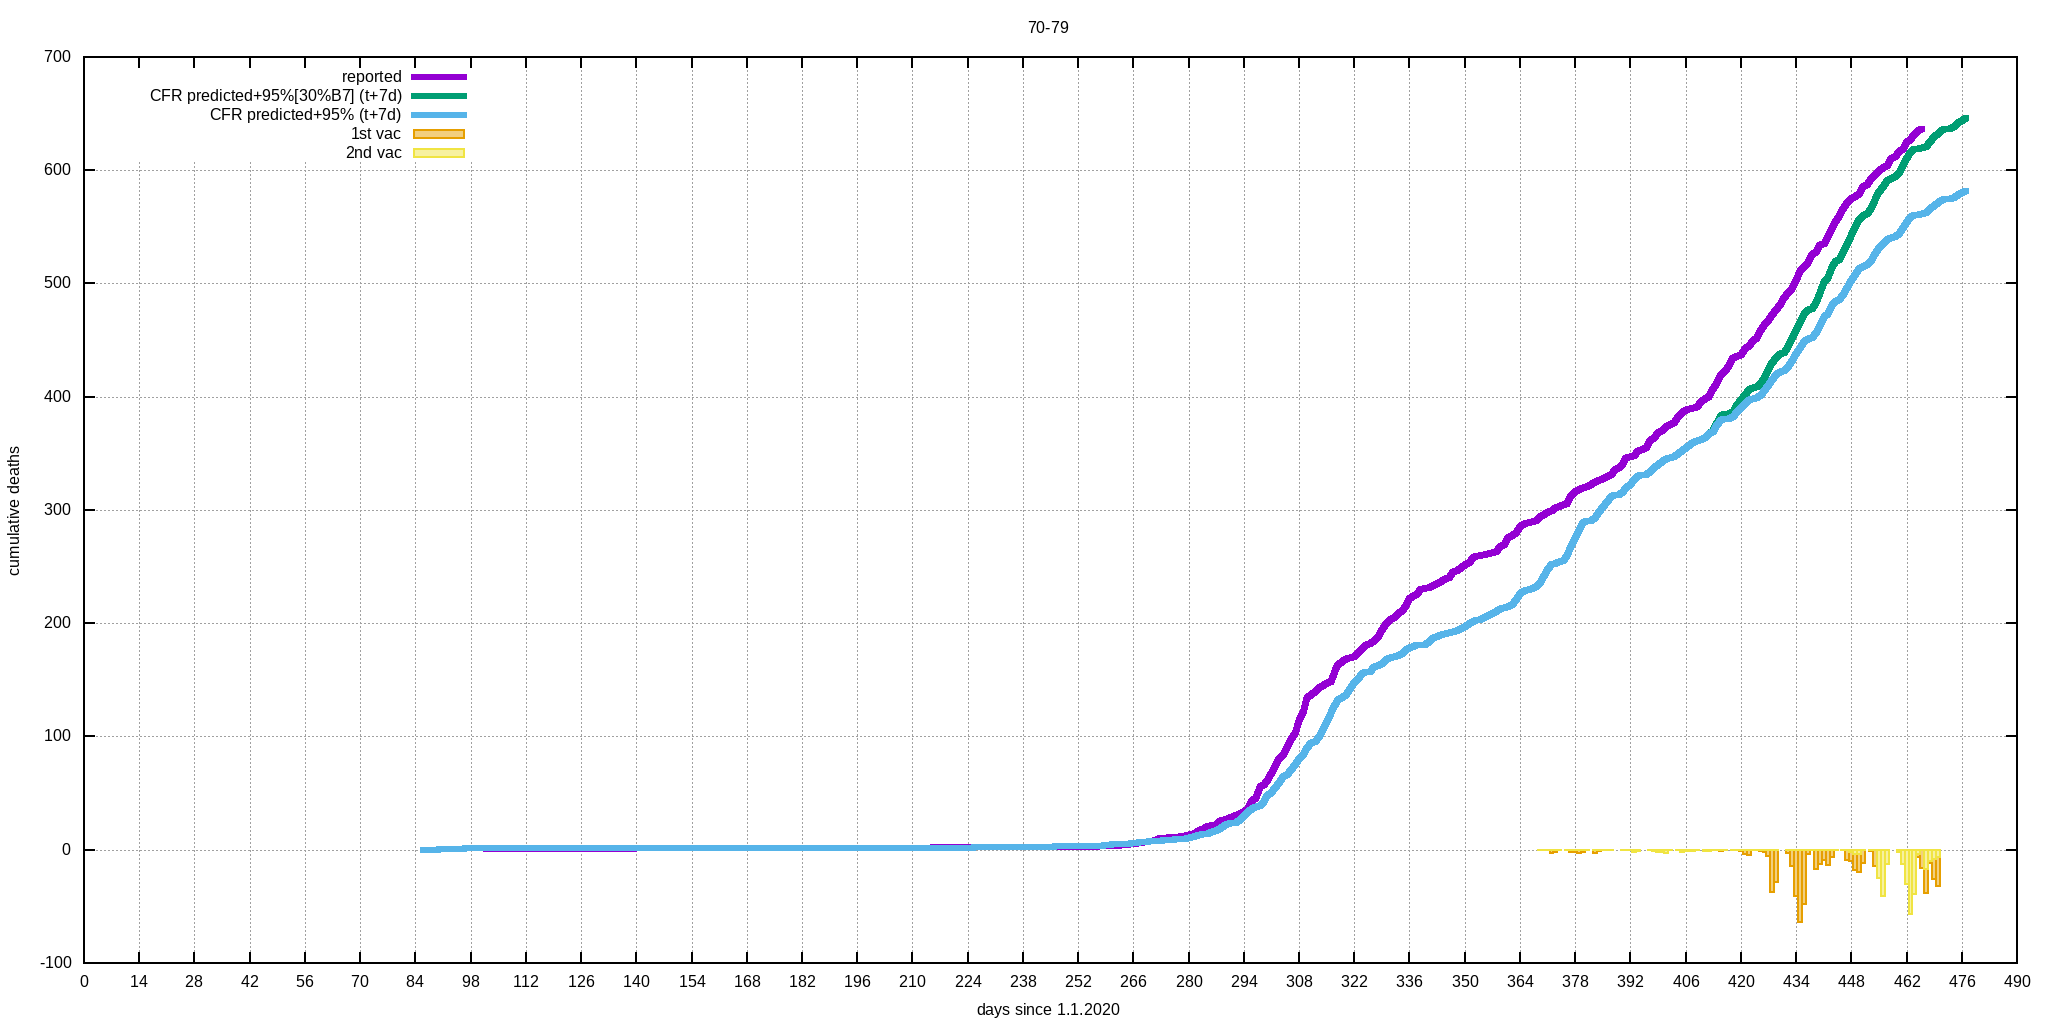 70-79
700
600
500
400
300
200
100
0
-100
cumulative deaths
reported
CFR predicted+95%[30%B7] (t+7d)
CFR predicted+95% (t+7d)
1st vac
2nd vac
0 14 28 42 56 70 84 98 112 126 140 154 168 182 196 210 224 238 252 266 280 294 308 322 336 350 364 378 392 406 420 434 448 462 476 490
days since 1.1.2020